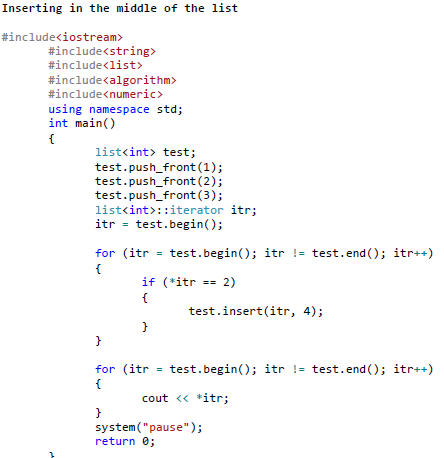 Inserting in the middle of the list
#include<iostream>
#include<string>
#include<list>
#include<algorithm>
#include<numeric>
using namespace std;
int main()
{
list<int> test;
test.push_front(1);
test.push_front(2);
test.push_front(3);
list<int>::iterator itr;
itr = test.begin();
for (itr = test.begin(); itr != test.end(); itr++)
{
if (*itr == 2)
{
test.insert(itr, 4);
}
}
for (itr = test.begin(); itr != test.end(); itr++)
{
cout << *itr;
}
system("pause");
return 0;
}